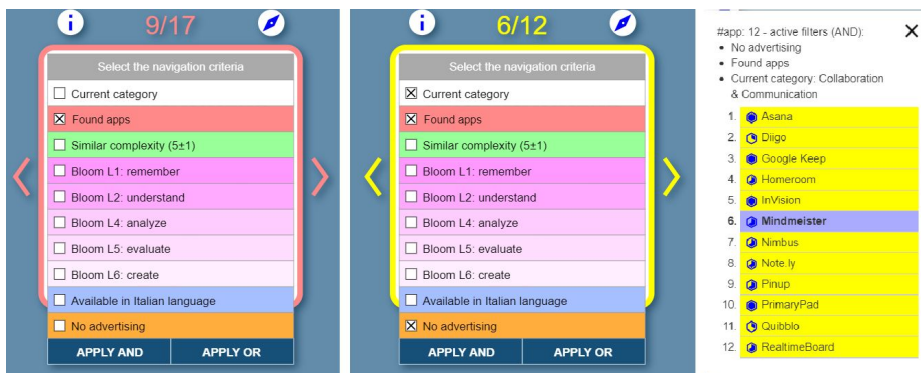 9/17
Select the navigation criteria
Current category
Found apps
Similar complexity (5±1)
Bloom L1: remember
Bloom L2: understand
Bloom L4: analyze
Bloom L5: evaluate
Bloom L6: create
Available in Italian language
No advertising
APPLY AND APPLY OR
6/12
Select the navigation criteria
Current category
Found apps
Similar complexity (5±1)
Bloom L1: remember
Bloom L2: understand
Bloom L4: analyze
Bloom L5: evaluate
Bloom L6: create
Available in Italian language
No advertising
APPLY AND APPLY OR
#app: 12 - active filters (AND):
• No advertising
• Found apps
• Current category: Collaboration
& Communication
1. Asana
2. Diigo
3. Google Keep
4. Homeroom
5. InVision
6. Mindmeister
7. Nimbus
8. Note.ly
9. Pinup
10. PrimaryPad
11. Quibblo
12. RealtimeBoard